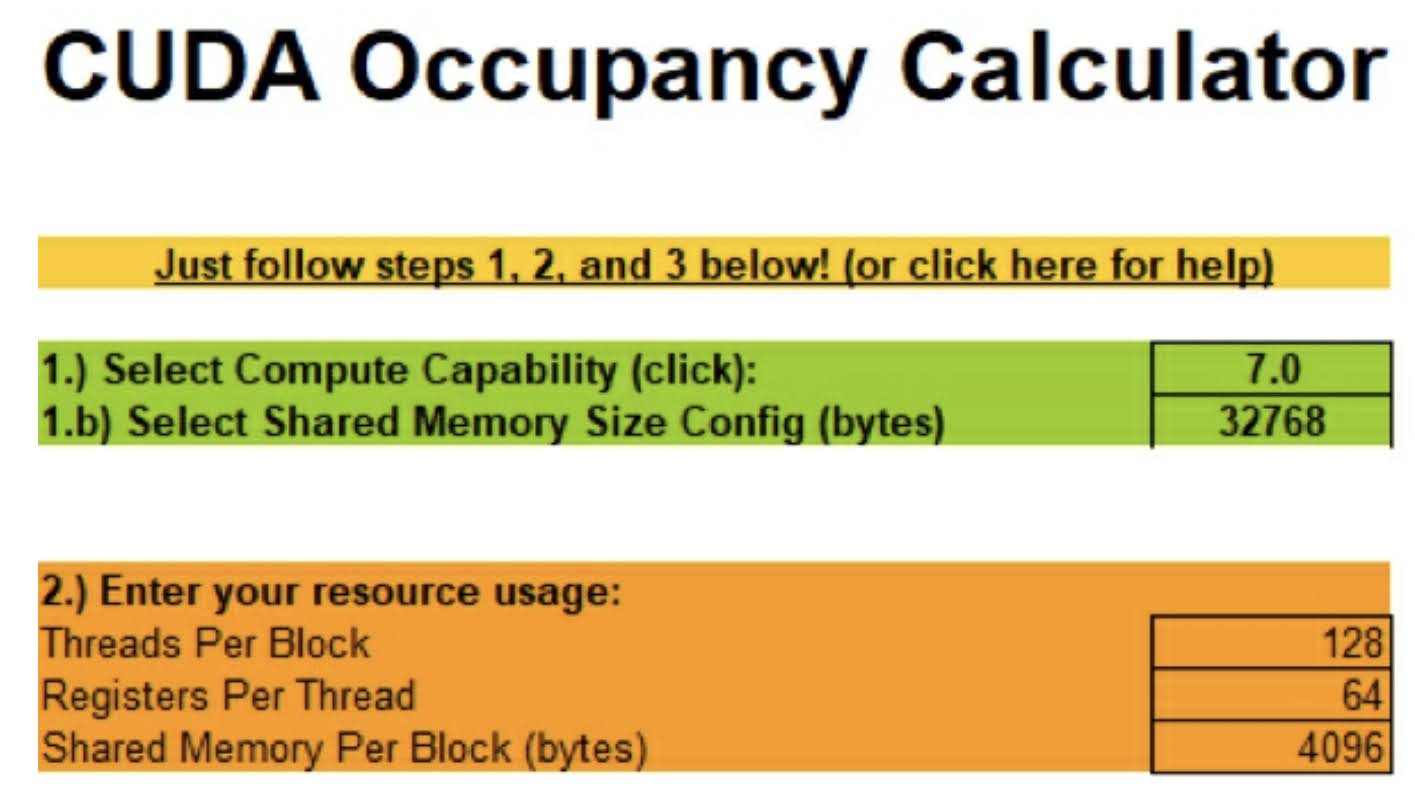 CUDA Occupancy Calculator
Just follow steps 1, 2, and 3 below! (or click here for help)
1.) Select Compute Capability (click): 7.0
1.b) Select Shared Memory Size Config (bytes) 32768
2.) Enter your resource usage:
Threads Per Block 128
Registers Per Thread 64
Shared Memory Per Block (bytes) 4096